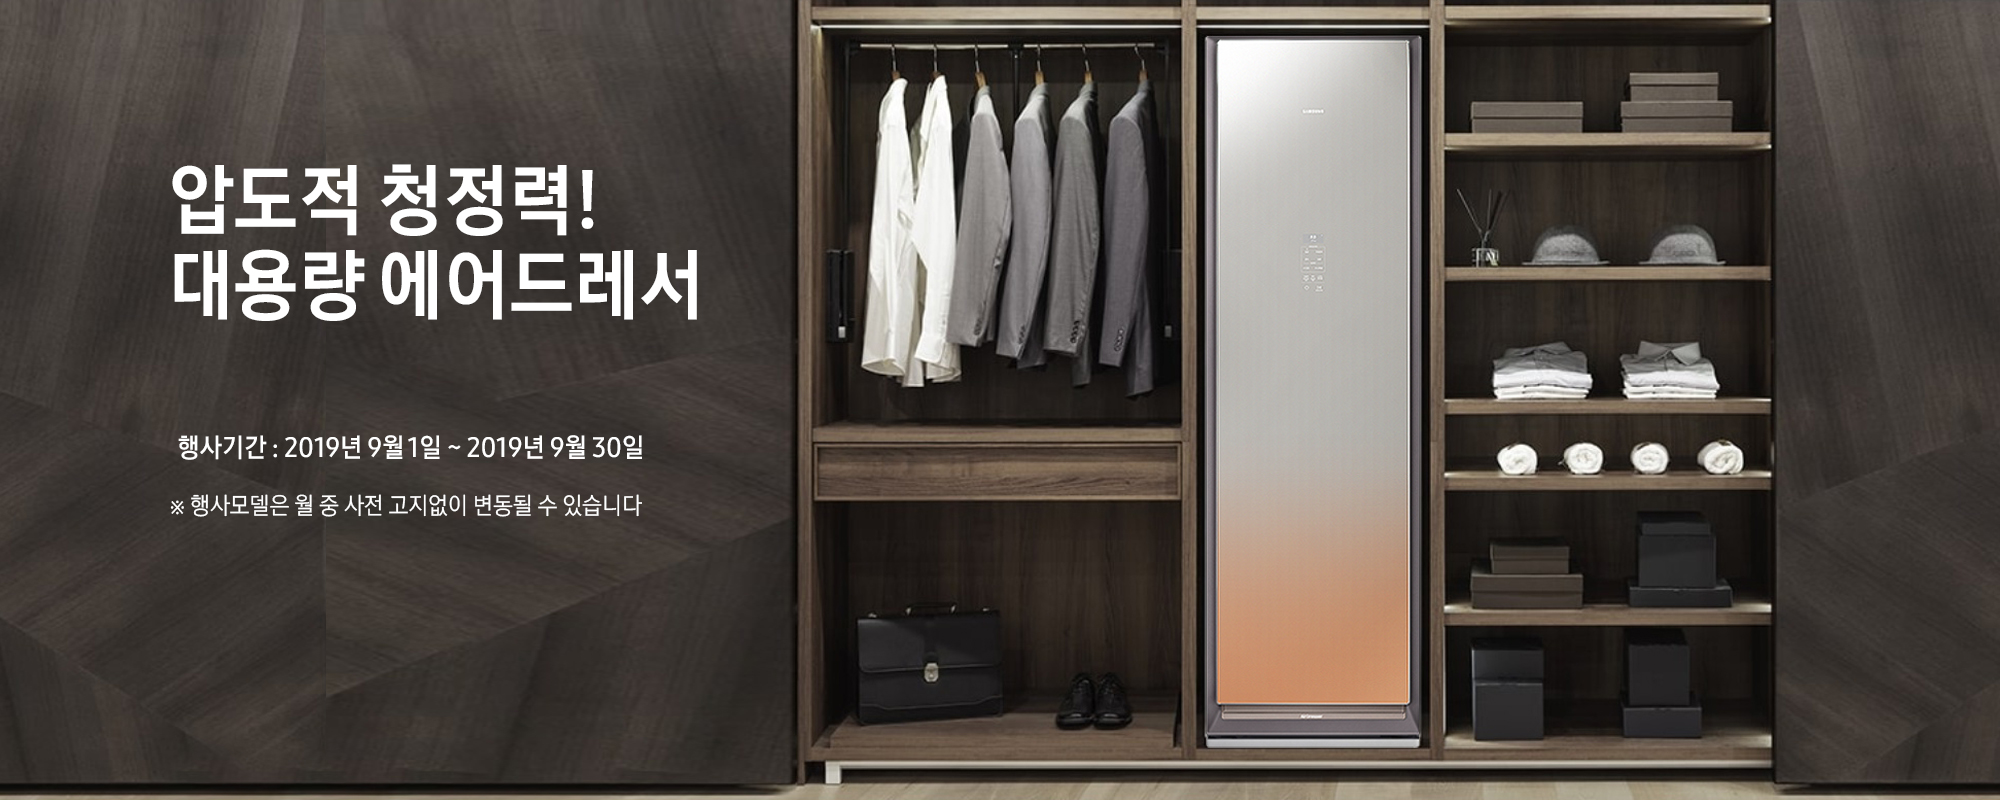 압도적 청정력!
대용량 에어드레서
행사기간 : 2019년 9월 1일 ~ 2019년 9월 30일
※ 행사모델은 월 중 사전 고지없이 변동될 수 있습니다
SAMSUNG